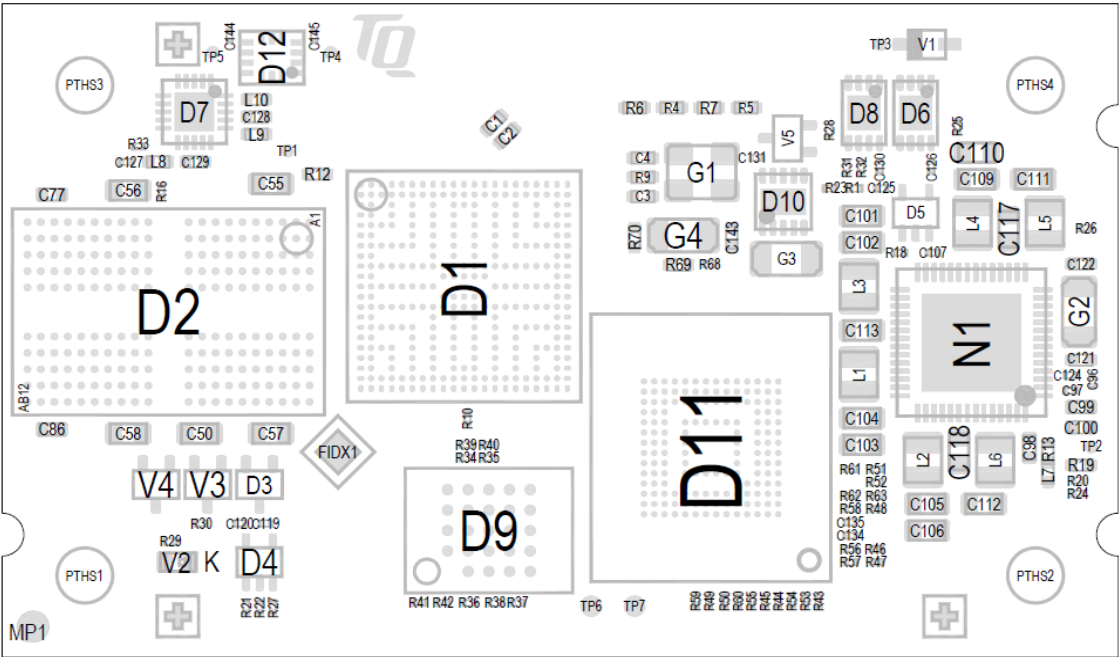 C144
C145
TQ
TP5
D12
TP4
TP3
V1
PTHS3
PTHS4
D7
L10
C128
L9
R6
R4
R7
R5
C1
C2
V5
R28
D8
D6
R25
R33
C127
L8
C129
TP1
R12
C4
R9
C3
G1
C131
R31
R32
C130
C126
C110
C77
C56
R16
C55
D10
R23
R1
C125
C109
C111
A1
R70
G4
C143
C101
C102
D5
L4
C117
L5
R26
R69
R68
G3
R18
C107
C122
D2
D1
L3
N1
G2
C113
C121
L1
C124
C96
C97
AB12
C99
C86
C58
C50
C57
R10
C104
C103
C100
D11
FIDX1
R39
R40
R34
R35
L2
C118
L6
C98
R13
L7
TP2
R19
R20
R24
V4
V3
D3
R61
R51
R52
R62
R63
R58
R48
C105
C112
C106
R30
C120
C119
D9
C135
C134
R56
R46
R57
R47
R29
V2
K
D4
PTHS1
PTHS2
R21
R22
R27
R41
R42
R36
R38
R37
TP6
TP7
R59
R49
R50
R60
R55
R45
R44
R54
R53
R43
MP1